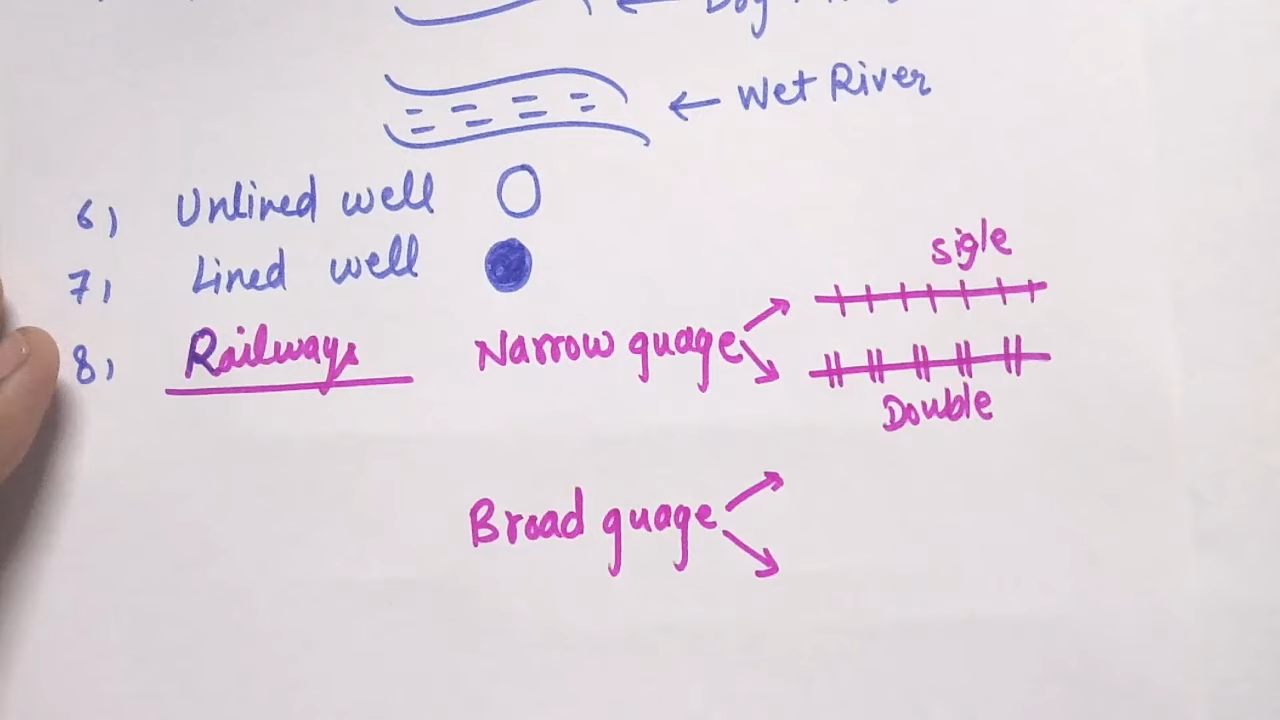 ← Wet River
6) Unlined well
7) Lined well
sigle
8) Railways Narrow guage
Double
Broad guage